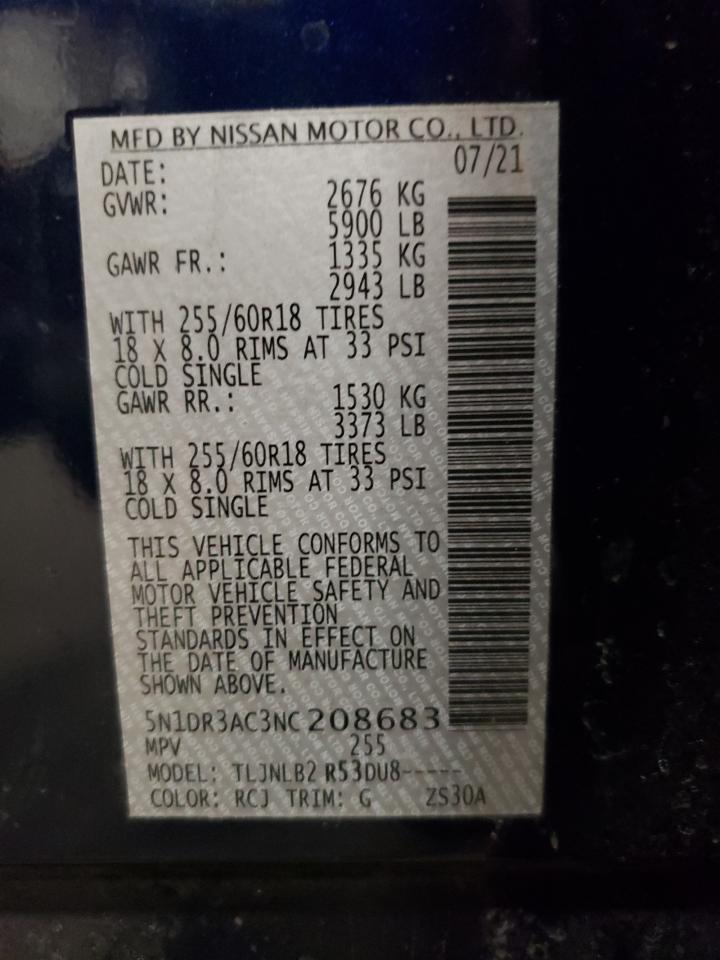 MFD BY NISSAN MOTOR CO., LTD.
DATE: 07/21
GVWR: 2676 KG
5900 LB
GAWR FR.: 1335 KG
2943 LB
WITH 255/60R18 TIRES
18 X 8.0 RIMS AT 33 PSI
COLD SINGLE
GAWR RR.: 1530 KG
3373 LB
WITH 255/60R18 TIRES
18 X 8.0 RIMS AT 33 PSI
COLD SINGLE
THIS VEHICLE CONFORMS TO
ALL APPLICABLE FEDERAL
MOTOR VEHICLE SAFETY AND
THEFT PREVENTION
STANDARDS IN EFFECT ON
THE DATE OF MANUFACTURE
SHOWN ABOVE.
5N1DR3AC3NC208683
MPV 255
MODEL: TLJNLB2 R53DU8-----
COLOR: RCJ TRIM: G ZS30A